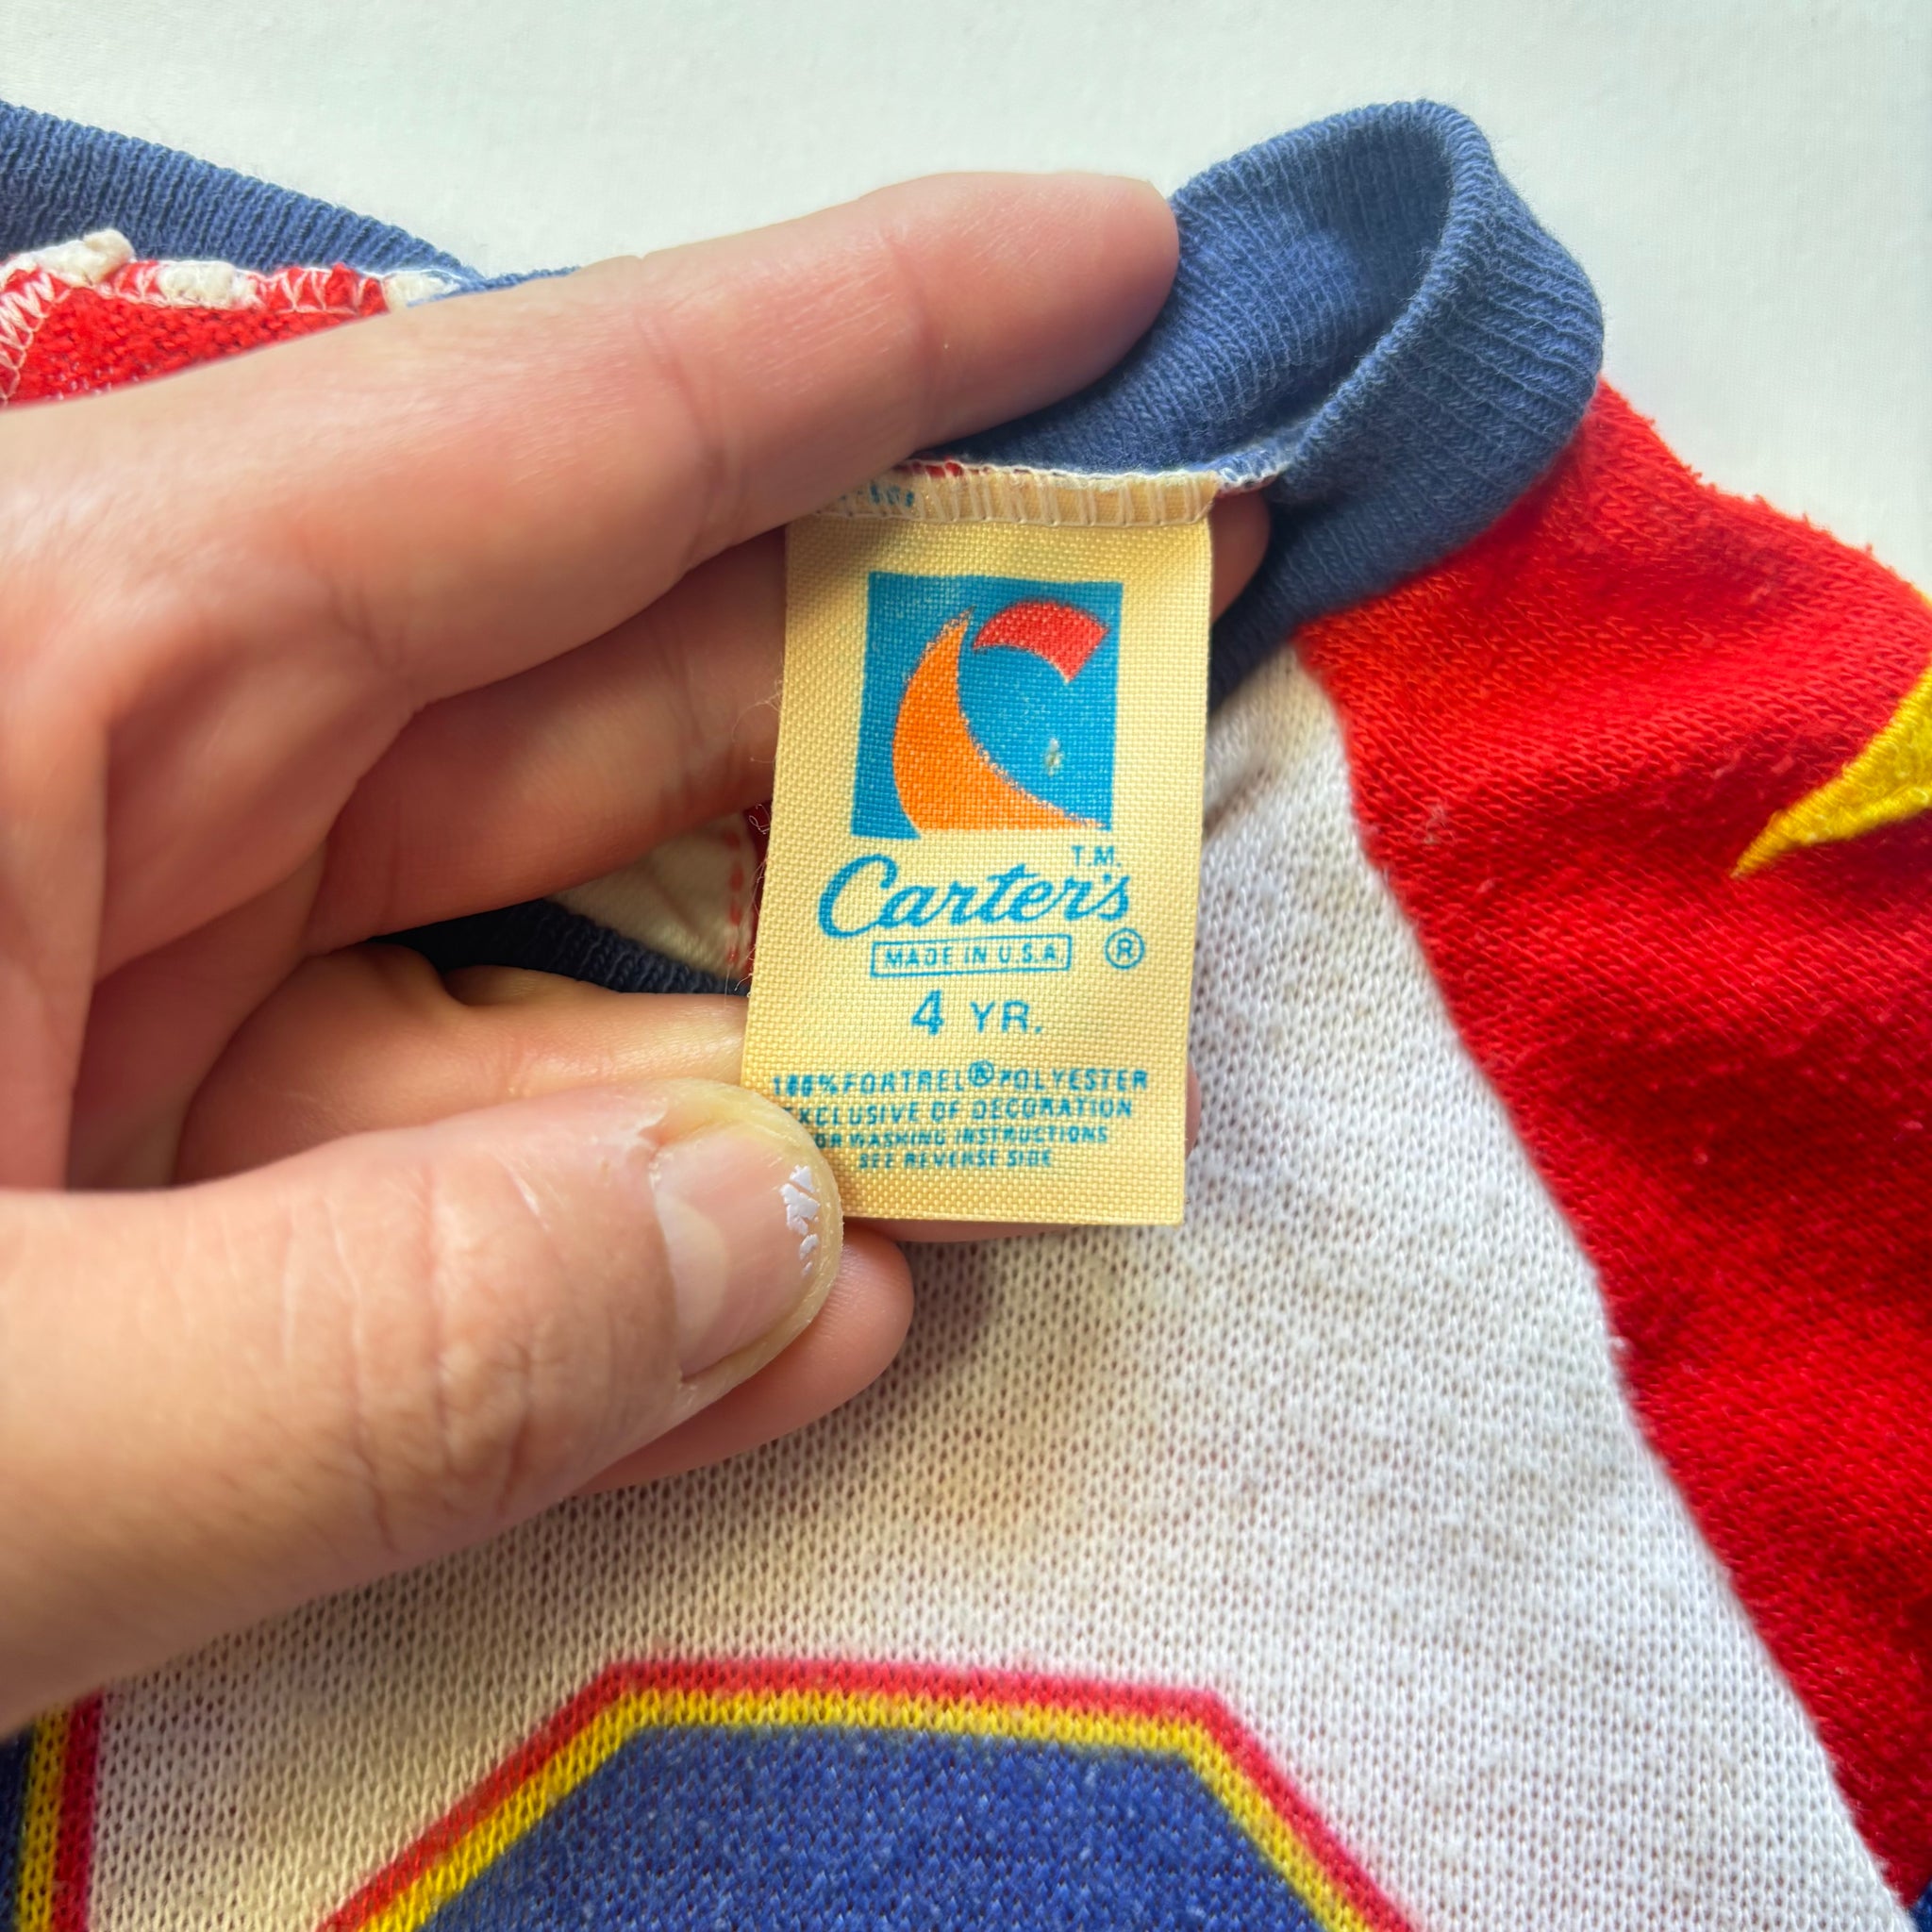 T.M.
Carter's
MADE IN U.S.A. ®
4 YR.
100% FORTREL® POLYESTER
EXCLUSIVE OF DECORATION
FOR WASHING INSTRUCTIONS
SEE REVERSE SIDE